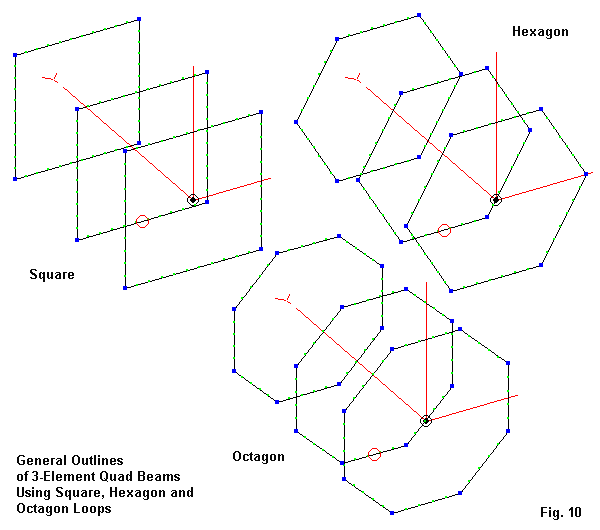 Hexagon
Y
Square
Y
Y
Octagon
General Outlines
of 3-Element Quad Beams
Using Square, Hexagon and
Octagon Loops
Fig. 10